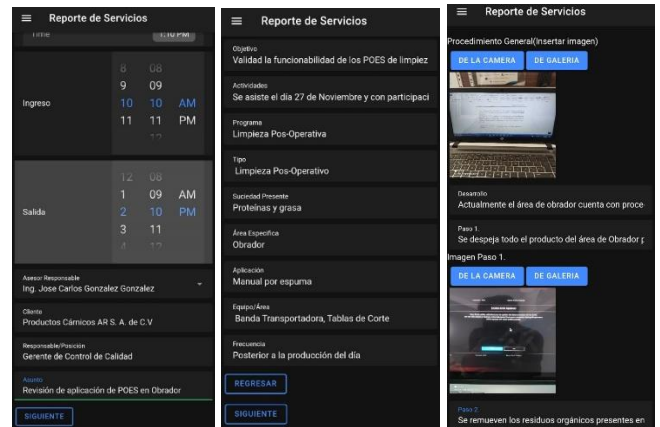 Reporte de Servicios
Time
1:10 PM
8 08
9 09
Ingreso
10 10 AM
11 11 PM
12
12 08
1 09 AM
Salida
2 10 PM
3 11
4 12
Asesor Responsable
Ing. Jose Carlos Gonzalez Gonzalez
Cliente
Productos Cárnicos AR S. A. de C.V
Responsable/Posición
Gerente de Control de Calidad
Asunto
Revisión de aplicación de POES en Obrador
SIGUIENTE
Reporte de Servicios
Objetivo
Validad la funcionabilidad de los POES de limpiez
Actividades
Se asiste el día 27 de Noviembre y con participaci
Programa
Limpieza Pos-Operativa
Tipo
Limpieza Pos-Operativo
Suciedad Presente
Proteínas y grasa
Área Especifica
Obrador
Aplicación
Manual por espuma
Equipo/Área
Banda Transportadora, Tablas de Corte
Frecuencia
Posterior a la producción del día
REGRESAR
SIGUIENTE
Reporte de Servicios
Procedimiento General(Insertar imagen)
DE LA CAMERA DE GALERIA
Desarrollo
Actualmente el área de obrador cuenta con proce
Paso 1.
Se despeja todo el producto del área de Obrador p
Imagen Paso 1.
DE LA CAMERA DE GALERIA
Paso 2.
Se remueven los residuos orgánicos presentes en